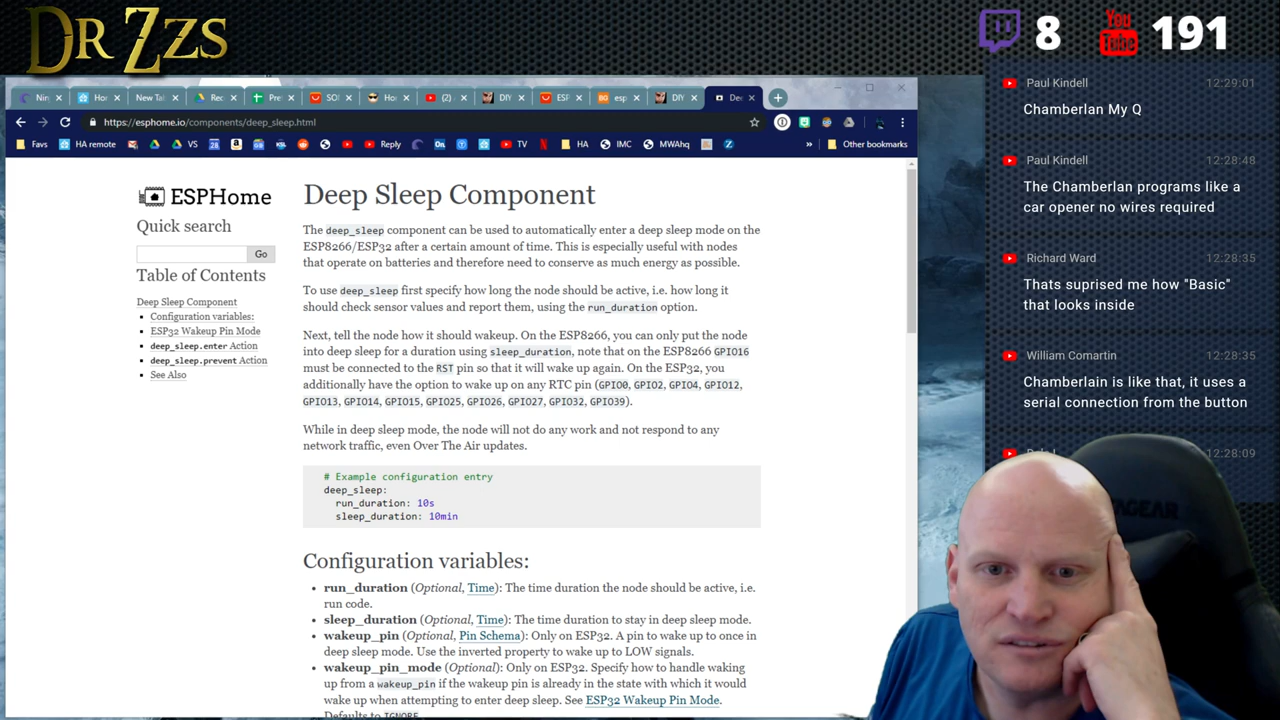 DR ZZS
8
You Tube
191
Nin
Hor
New Tal
Rec
Pre
SO
Ho
(2)
DIY
ESP
BG
esp
DIY
Dee
https://esphome.io/components/deep_sleep.html
Favs
HA remote
VS
28
Reply
On
TV
HA
IMC
MWAhq
Z
»
Other bookmarks
ESPHome
Quick search
Go
Table of Contents
Deep Sleep Component
• Configuration variables:
• ESP32 Wakeup Pin Mode
• deep_sleep.enter Action
• deep_sleep.prevent Action
• See Also
Deep Sleep Component
The deep_sleep component can be used to automatically enter a deep sleep mode on the
ESP8266/ESP32 after a certain amount of time. This is especially useful with nodes
that operate on batteries and therefore need to conserve as much energy as possible.
To use deep_sleep first specify how long the node should be active, i.e. how long it
should check sensor values and report them, using the run_duration option.
Next, tell the node how it should wakeup. On the ESP8266, you can only put the node
into deep sleep for a duration using sleep_duration, note that on the ESP8266 GPIO16
must be connected to the RST pin so that it will wake up again. On the ESP32, you
additionally have the option to wake up on any RTC pin (GPIO0, GPIO2, GPIO4, GPIO12,
GPIO13, GPIO14, GPIO15, GPIO25, GPIO26, GPIO27, GPIO32, GPIO39).
While in deep sleep mode, the node will not do any work and not respond to any
network traffic, even Over The Air updates.
# Example configuration entry
deep_sleep:
run_duration: 10s
sleep_duration: 10min
Configuration variables:
• run_duration (Optional, Time): The time duration the node should be active, i.e.
run code.
• sleep_duration (Optional, Time): The time duration to stay in deep sleep mode.
• wakeup_pin (Optional, Pin Schema): Only on ESP32. A pin to wake up to once in
deep sleep mode. Use the inverted property to wake up to LOW signals.
• wakeup_pin_mode (Optional): Only on ESP32. Specify how to handle waking
up from a wakeup_pin if the wakeup pin is already in the state with which it would
wake up when attempting to enter deep sleep. See ESP32 Wakeup Pin Mode.
Defaults to IGNORE
Paul Kindell 12:29:01
Chamberlan My Q
Paul Kindell 12:28:48
The Chamberlan programs like a
car opener no wires required
Richard Ward 12:28:35
Thats suprised me how "Basic"
that looks inside
William Comartin 12:28:35
Chamberlain is like that, it uses a
serial connection from the button
12:28:09